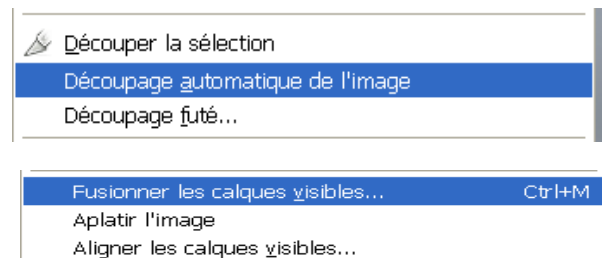 Découper la sélection
Découpage automatique de l'image
Découpage futé...
Fusionner les calques visibles... Ctrl+M
Aplatir l'image
Aligner les calques visibles...